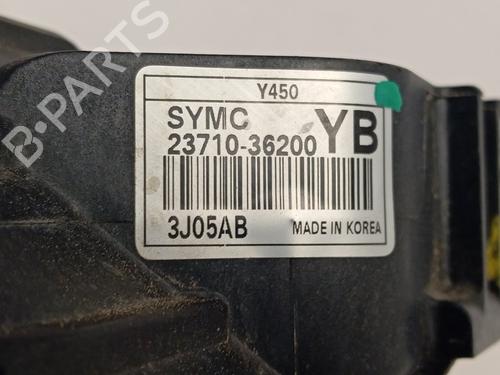 B-PARTS
Y450
SYMC YB
23710-36200
3J05AB MADE IN KOREA